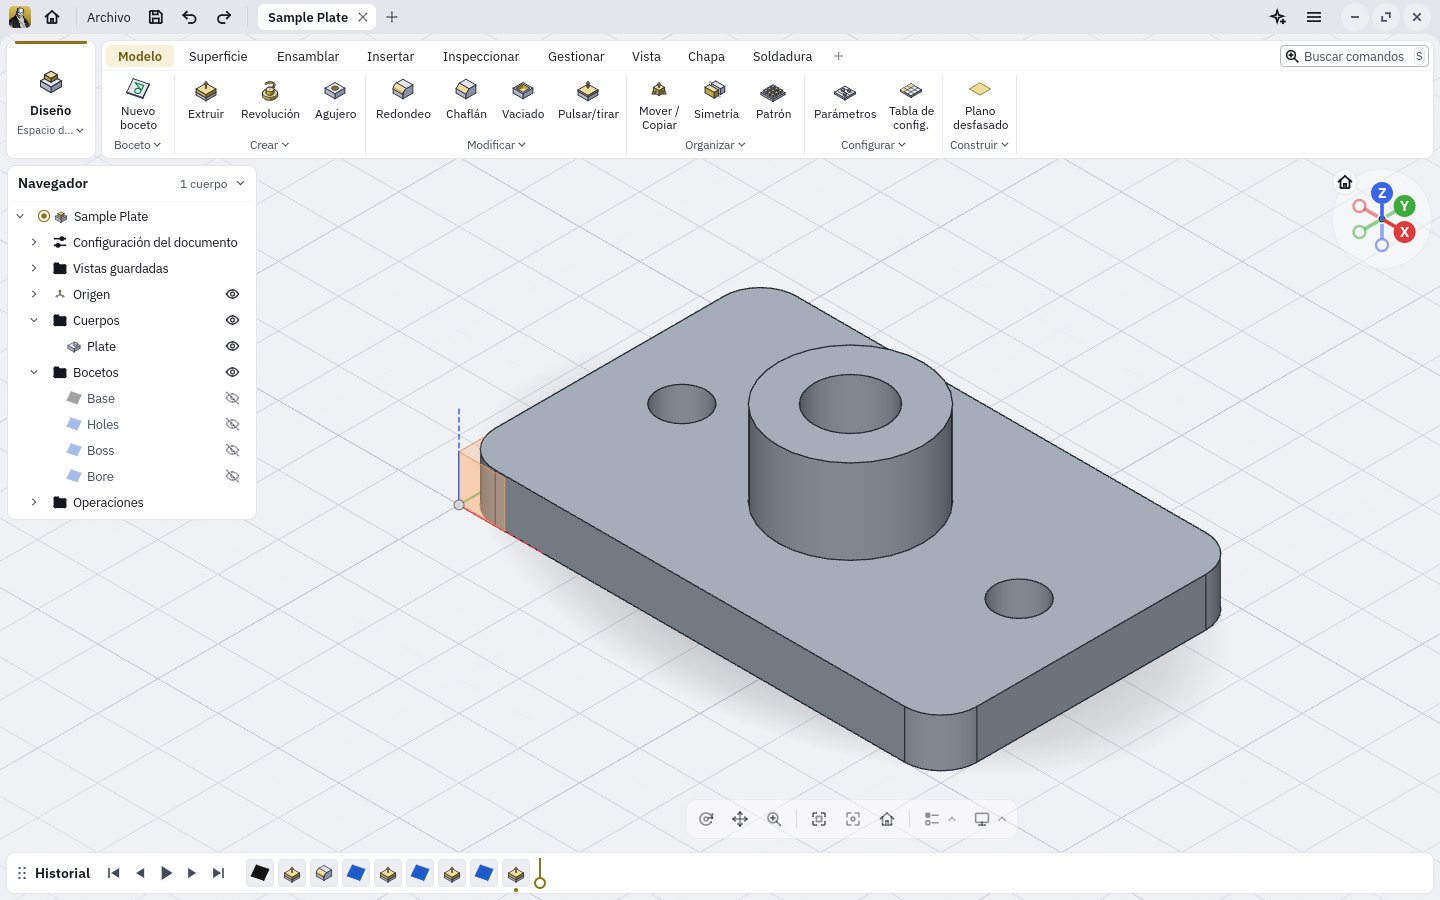 Archivo
Sample Plate
Diseño
Espacio d...
Modelo
Superficie
Ensamblar
Insertar
Inspeccionar
Gestionar
Vista
Chapa
Soldadura
Buscar comandos
S
Nuevo
boceto
Extruir
Revolución
Agujero
Redondeo
Chaflán
Vaciado
Pulsar/tirar
Mover /
Copiar
Simetría
Patrón
Parámetros
Tabla de
config.
Plano
desfasado
Boceto
Crear
Modificar
Organizar
Configurar
Construir
Navegador
1 cuerpo
Sample Plate
Configuración del documento
Vistas guardadas
Origen
Cuerpos
Plate
Bocetos
Base
Holes
Boss
Bore
Operaciones
Z
Y
X
Historial